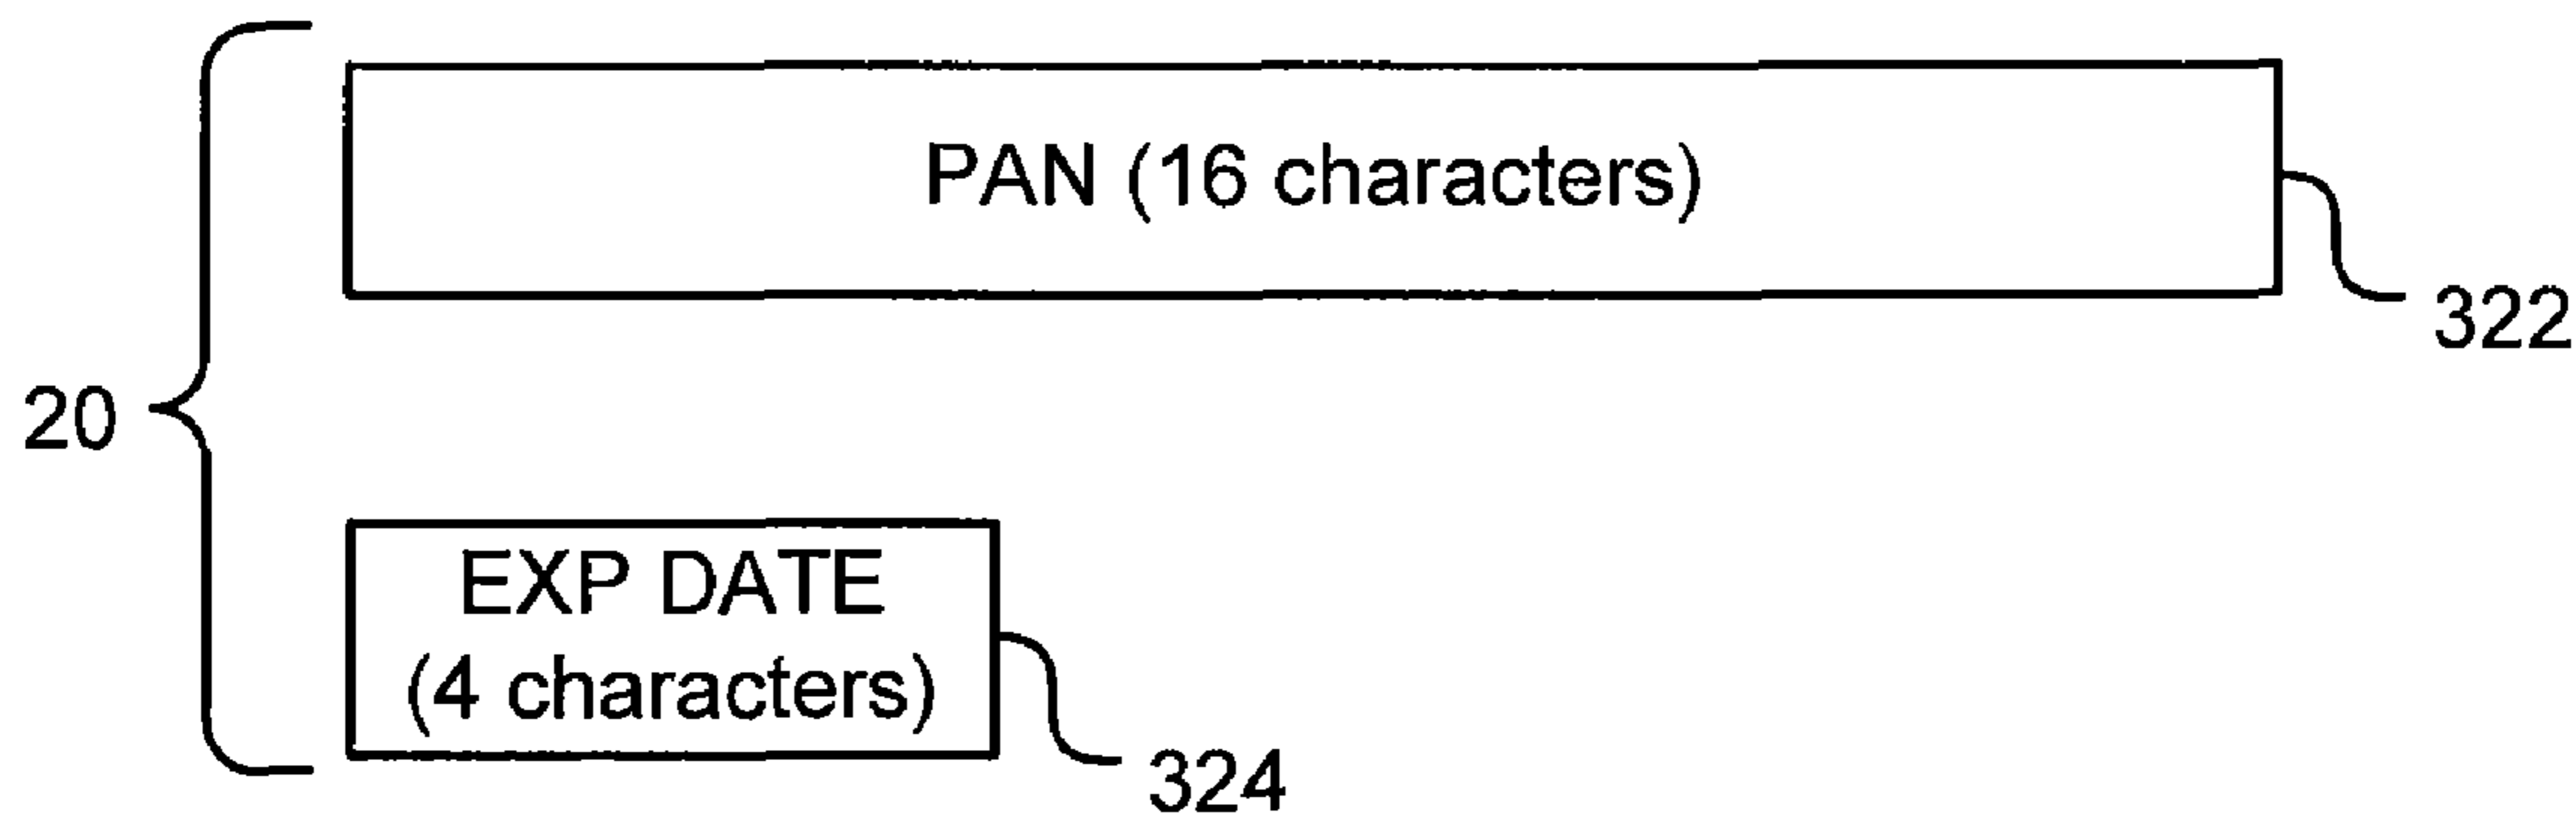 PAN (16 characters)
322
20
EXP DATE
(4 characters)
324